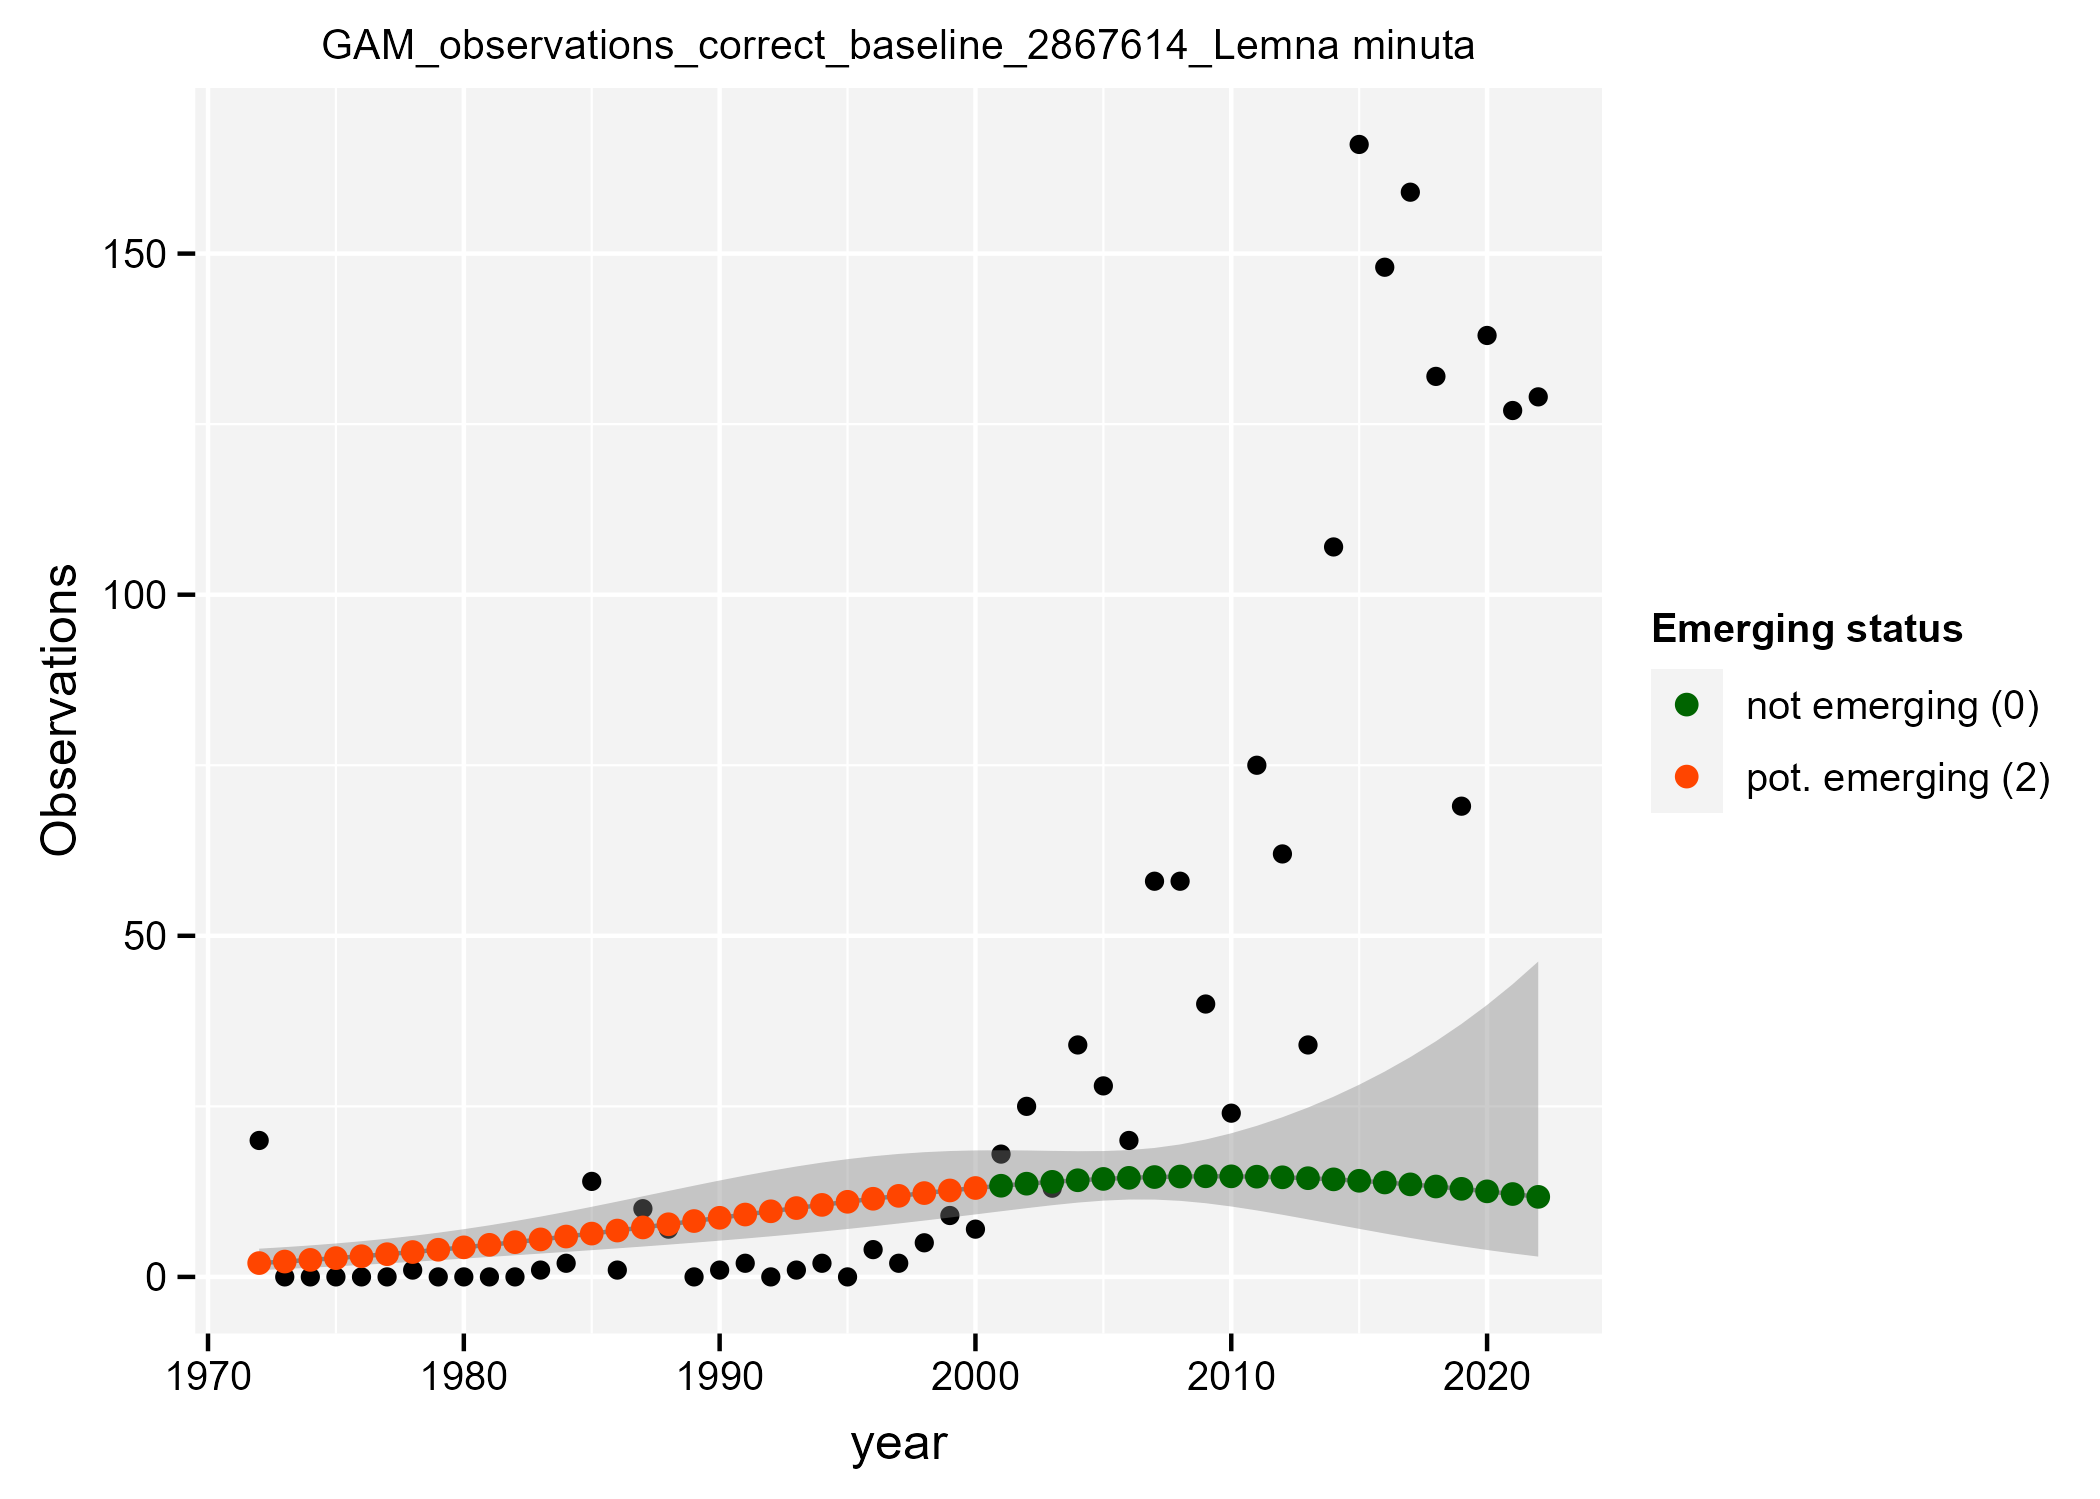 GAM_observations_correct_baseline_2867614_Lemna minuta
150
100
50
0
Observations
1970 1980 1990 2000 2010 2020
year
Emerging status
not emerging (0)
pot. emerging (2)